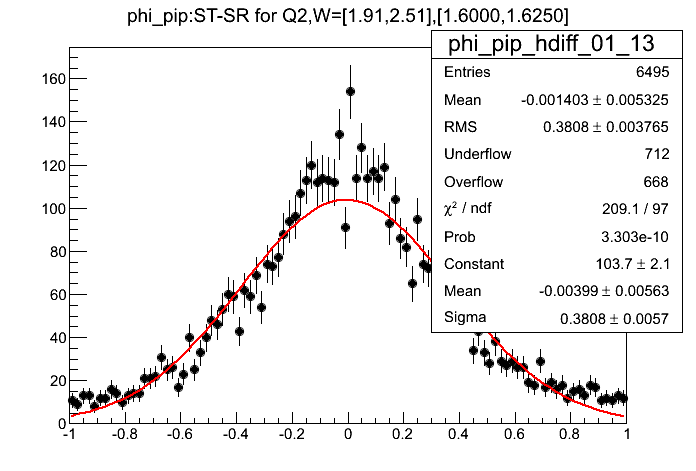 phi_pip:ST-SR for Q2,W=[1.91,2.51],[1.6000,1.6250]
phi_pip_hdiff_01_13
Entries 6495
Mean -0.001403 ± 0.005325
RMS 0.3808 ± 0.003765
Underflow 712
Overflow 668
χ² / ndf 209.1 / 97
Prob 3.303e-10
Constant 103.7 ± 2.1
Mean -0.00399 ± 0.00563
Sigma 0.3808 ± 0.0057
160
140
120
100
80
60
40
20
0
-1 -0.8 -0.6 -0.4 -0.2 0 0.2 0.4 0.6 0.8 1